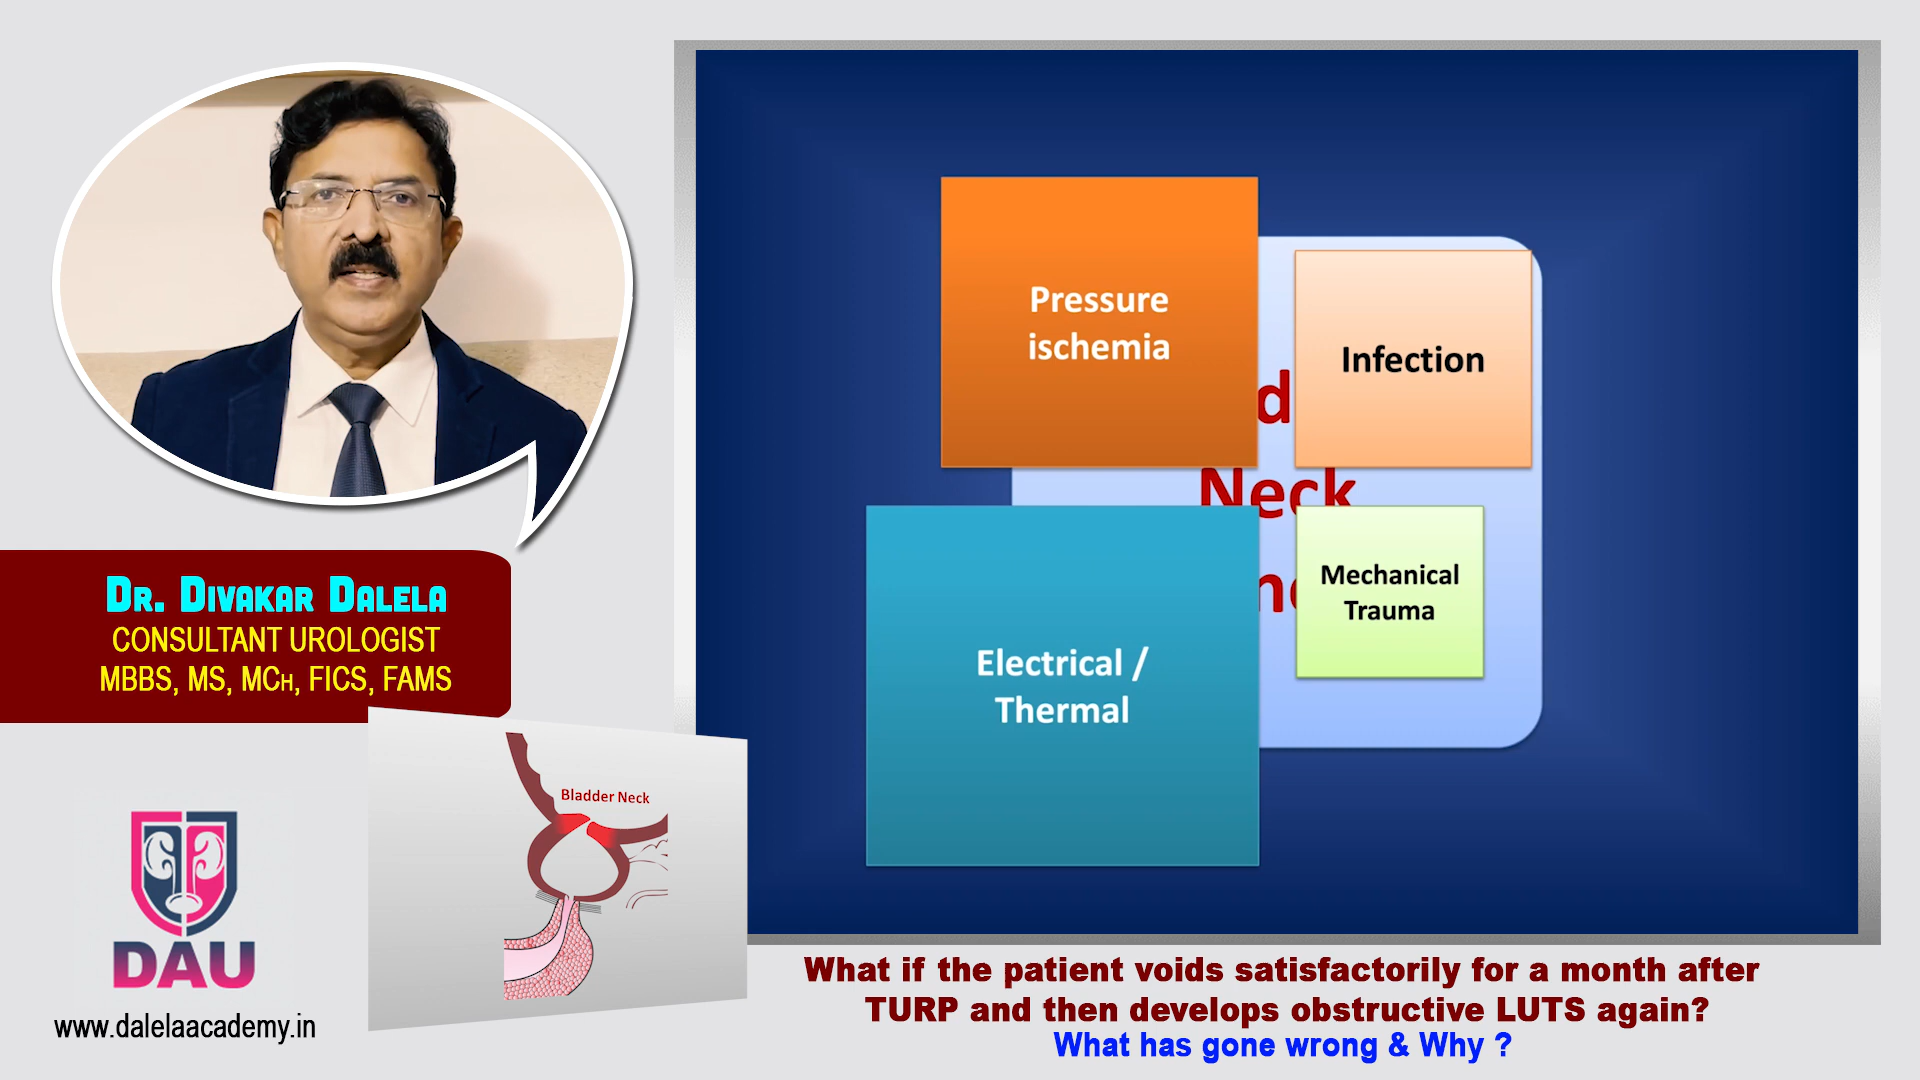 Dr. Divakar Dalela
CONSULTANT UROLOGIST
MBBS, MS, MCH, FICS, FAMS
Bladder Neck
DAU
www.dalelaacademy.in
Pressure
ischemia
Infection
Neck
Electrical /
Thermal
Mechanical
Trauma
What if the patient voids satisfactorily for a month after
TURP and then develops obstructive LUTS again?
What has gone wrong & Why ?